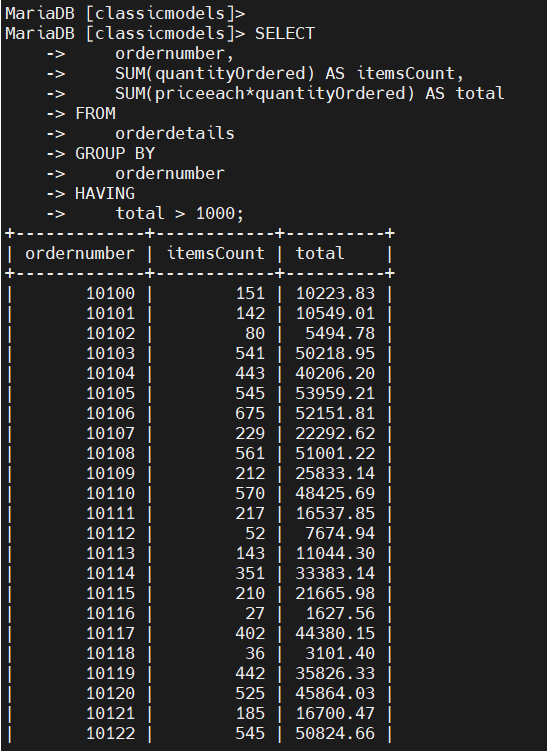 MariaDB [classicmodels]>
MariaDB [classicmodels]> SELECT
    ->     ordernumber,
    ->     SUM(quantityOrdered) AS itemsCount,
    ->     SUM(priceeach*quantityOrdered) AS total
    -> FROM
    ->     orderdetails
    -> GROUP BY
    ->     ordernumber
    -> HAVING
    ->     total > 1000;
+-------------+------------+----------+
| ordernumber | itemsCount | total    |
+-------------+------------+----------+
|       10100 |        151 | 10223.83 |
|       10101 |        142 | 10549.01 |
|       10102 |         80 |  5494.78 |
|       10103 |        541 | 50218.95 |
|       10104 |        443 | 40206.20 |
|       10105 |        545 | 53959.21 |
|       10106 |        675 | 52151.81 |
|       10107 |        229 | 22292.62 |
|       10108 |        561 | 51001.22 |
|       10109 |        212 | 25833.14 |
|       10110 |        570 | 48425.69 |
|       10111 |        217 | 16537.85 |
|       10112 |         52 |  7674.94 |
|       10113 |        143 | 11044.30 |
|       10114 |        351 | 33383.14 |
|       10115 |        210 | 21665.98 |
|       10116 |         27 |  1627.56 |
|       10117 |        402 | 44380.15 |
|       10118 |         36 |  3101.40 |
|       10119 |        442 | 35826.33 |
|       10120 |        525 | 45864.03 |
|       10121 |        185 | 16700.47 |
|       10122 |        545 | 50824.66 |